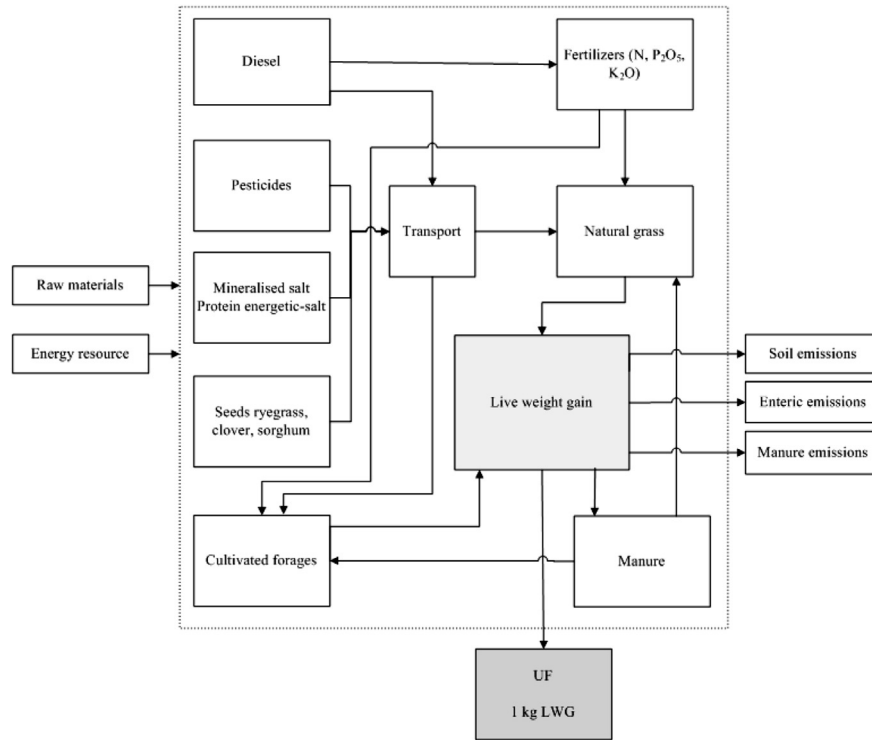 Diesel
Fertilizers (N, P₂O₅,
K₂O)
Pesticides
Transport
Natural grass
Raw materials
Mineralised salt
Protein energetic-salt
Energy resource
Live weight gain
Soil emissions
Enteric emissions
Manure emissions
Seeds ryegrass,
clover, sorghum
Cultivated forages
Manure
UF
1 kg LWG